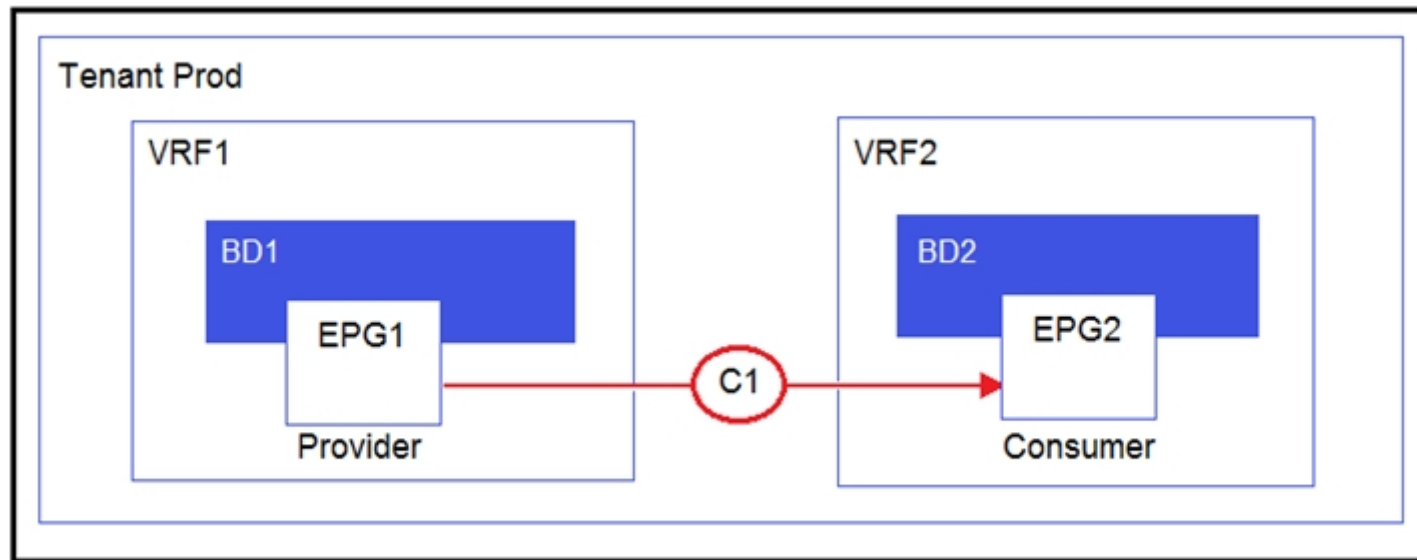 Tenant Prod
VRF1
VRF2
BD1
BD2
EPG1
EPG2
C1
Provider
Consumer